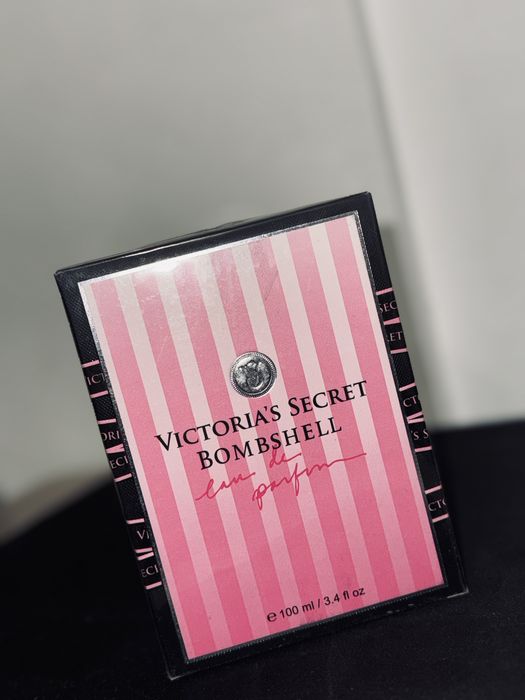 VICTORIA'S SECRET
BOMBSHELL
eau de
parfum
e 100 ml / 3.4 fl oz